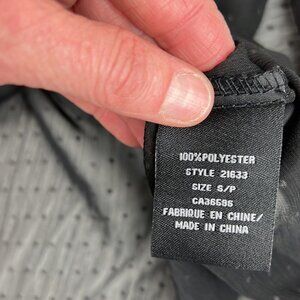 100%POLYESTER
STYLE 21633
SIZE S/P
CA36586
FABRIQUE EN CHINE/
MADE IN CHINA